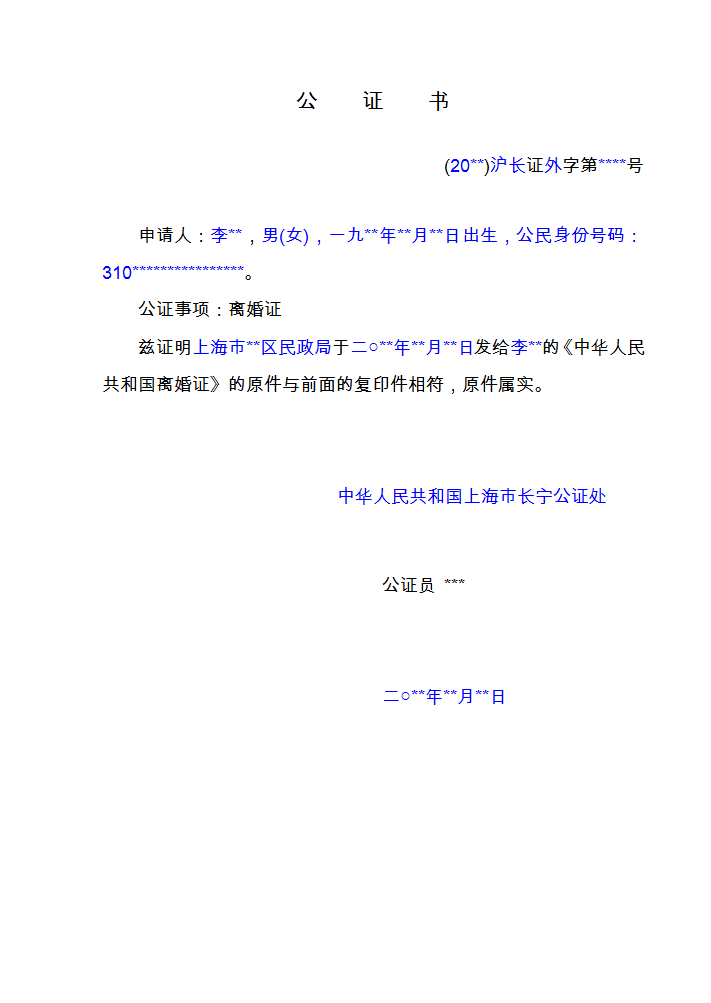 公 证 书
(20**)沪长证外字第****号
申请人：李**，男(女)，一九**年**月**日出生，公民身份号码：
310****************。
公证事项：离婚证
兹证明上海市**区民政局于二○**年**月**日发给李**的《中华人民
共和国离婚证》的原件与前面的复印件相符，原件属实。
中华人民共和国上海市长宁公证处
公证员 ***
二○**年**月**日